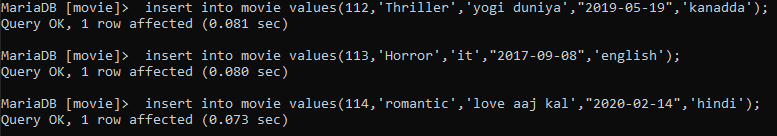 MariaDB [movie]>  insert into movie values(112,'Thriller','yogi duniya',"2019-05-19",'kanadda');
Query OK, 1 row affected (0.081 sec)
MariaDB [movie]>  insert into movie values(113,'Horror','it',"2017-09-08",'english');
Query OK, 1 row affected (0.080 sec)
MariaDB [movie]>  insert into movie values(114,'romantic','love aaj kal',"2020-02-14",'hindi');
Query OK, 1 row affected (0.073 sec)